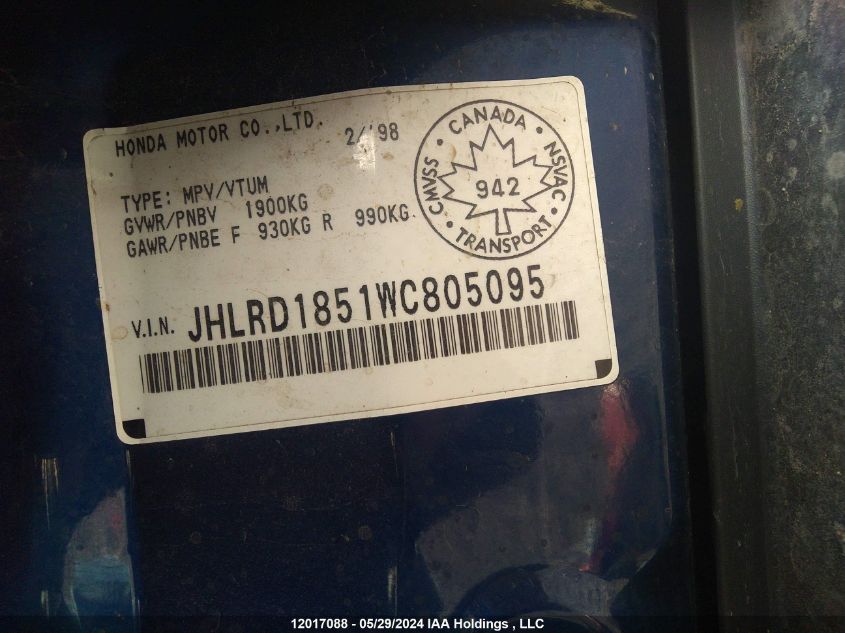 HONDA MOTOR CO.,LTD. 2/'98
TYPE: MPV/VTUM
GVWR/PNBV 1900KG
GAWR/PNBE F 930KG R 990KG
V.I.N. JHLRD1851WC805095
CANADA • NSVAC • TRANSPORT • CMVSS •
942
12017088 - 05/29/2024 IAA Holdings , LLC